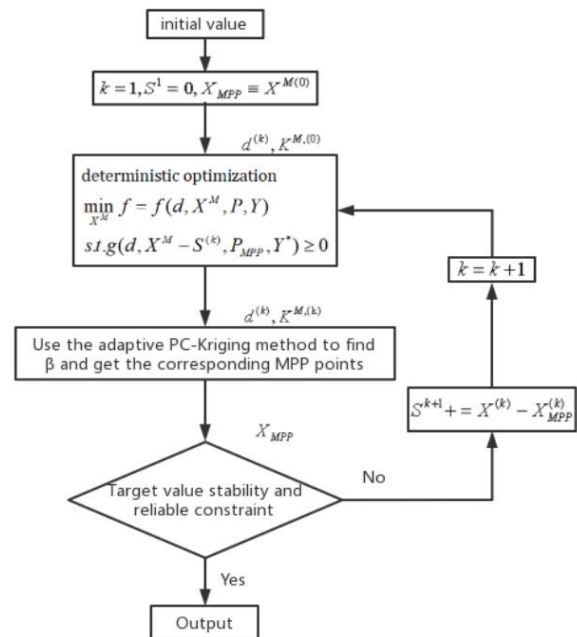 initial value
k = 1, S¹ = 0, X_MPP ≡ X^{M(0)}
d^{(k)}, K^{M,(0)}
deterministic optimization
min_{X^M} f = f(d, X^M, P, Y)
s.t.g(d, X^M − S^{(k)}, P_MPP, Y^*) ≥ 0
k = k+1
d^{(k)}, K^{M,(k)}
Use the adaptive PC-Kriging method to find
β and get the corresponding MPP points
S^{k+1} += X^{(k)} − X_{MPP}^{(k)}
X_MPP
No
Target value stability and
reliable constraint
Yes
Output